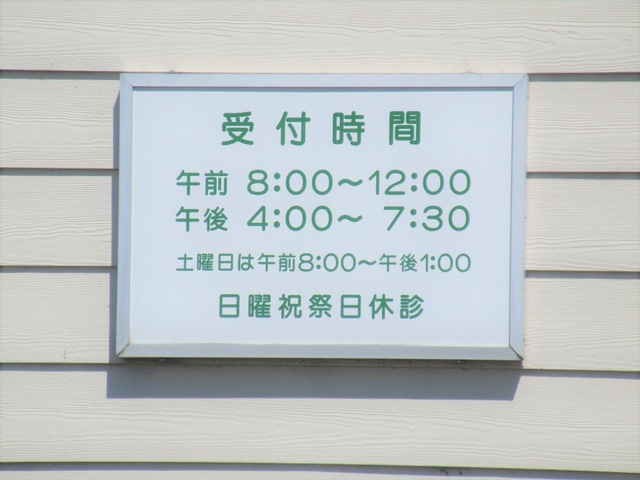 受付時間
午前 8:00～12:00
午後 4:00～ 7:30
土曜日は午前8:00～午後1:00
日曜祝祭日休診